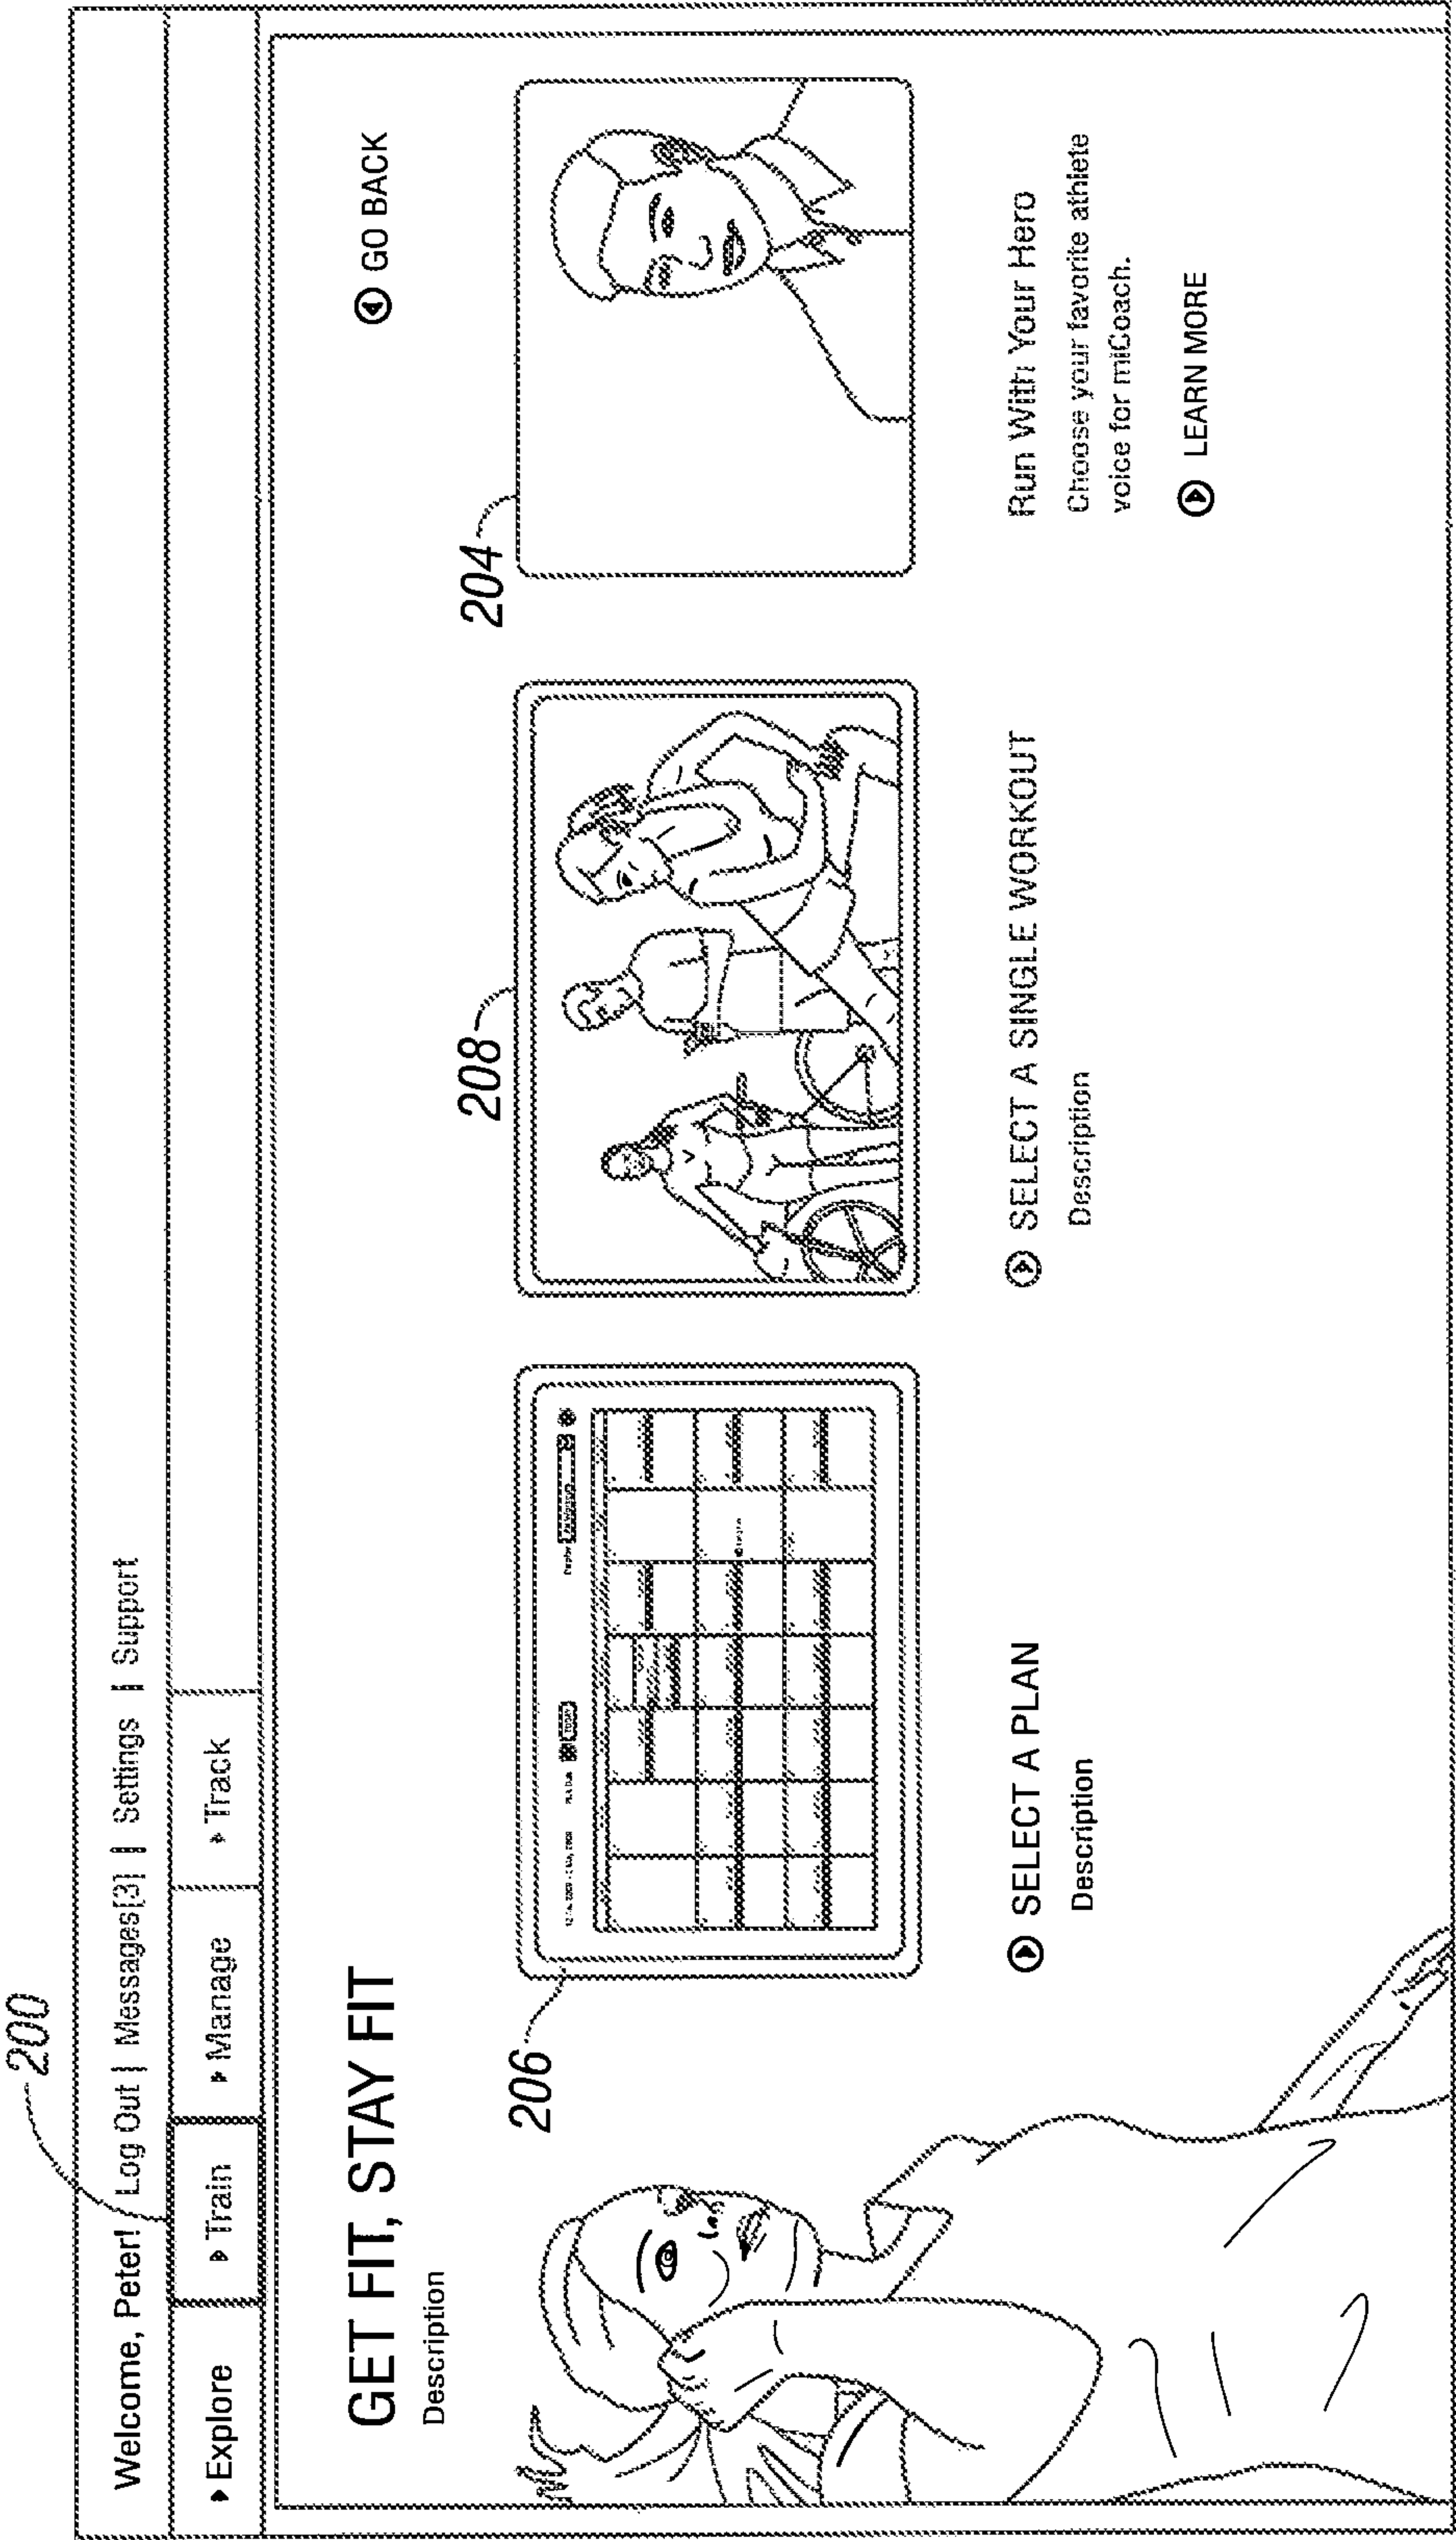 200
Welcome, Peter! / Log Out | Messages[3] | Settings | Support
Explore
Train
Manage
Track
GET FIT, STAY FIT
Description
GO BACK
206
208
204
TODAY
SELECT A PLAN
Description
SELECT A SINGLE WORKOUT
Description
Run With Your Hero
Choose your favorite athlete
voice for miCoach.
LEARN MORE